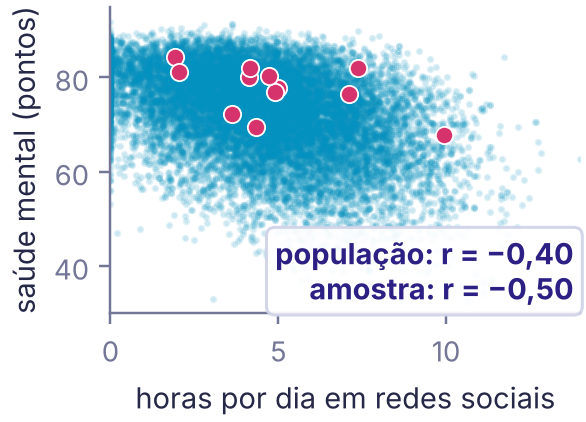 saúde mental (pontos)
80
60
40
população: r = −0,40
amostra: r = −0,50
0
5
10
horas por dia em redes sociais